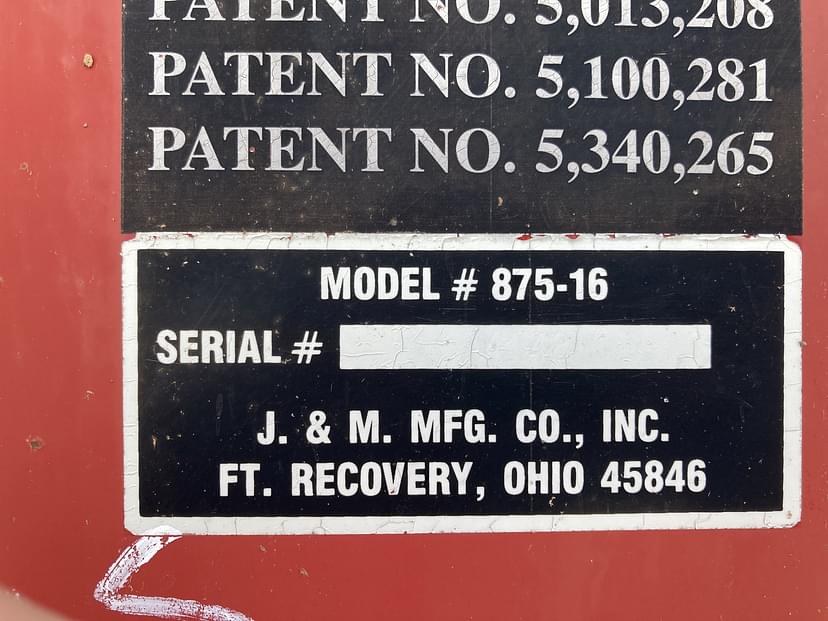 PATENT NO. 5,013,208
PATENT NO. 5,100,281
PATENT NO. 5,340,265
MODEL # 875-16
SERIAL #
J. & M. MFG. CO., INC.
FT. RECOVERY, OHIO 45846